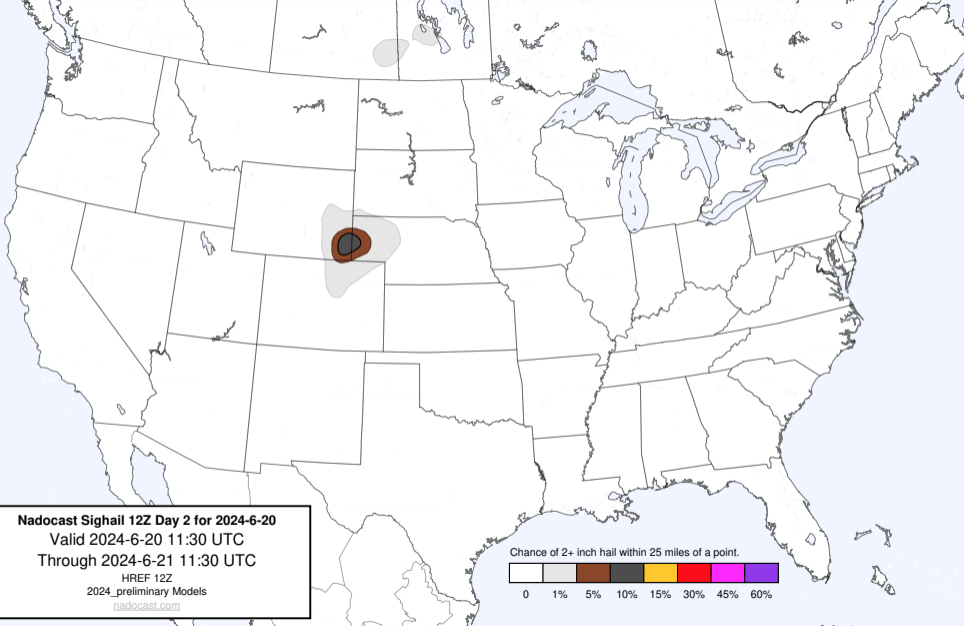 Nadocast Sighail 12Z Day 2 for 2024-6-20
Valid 2024-6-20 11:30 UTC
Through 2024-6-21 11:30 UTC
HREF 12Z
2024_preliminary Models
nadocast.com
Chance of 2+ inch hail within 25 miles of a point.
0 1% 5% 10% 15% 30% 45% 60%